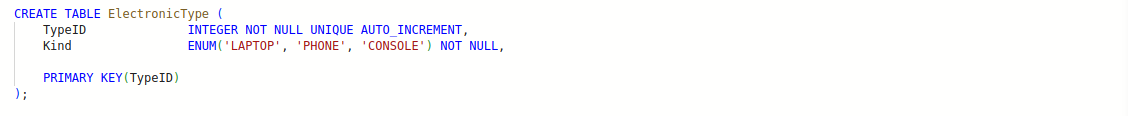 CREATE TABLE ElectronicType (
    TypeID              INTEGER NOT NULL UNIQUE AUTO_INCREMENT,
    Kind                ENUM('LAPTOP', 'PHONE', 'CONSOLE') NOT NULL,

    PRIMARY KEY(TypeID)
);